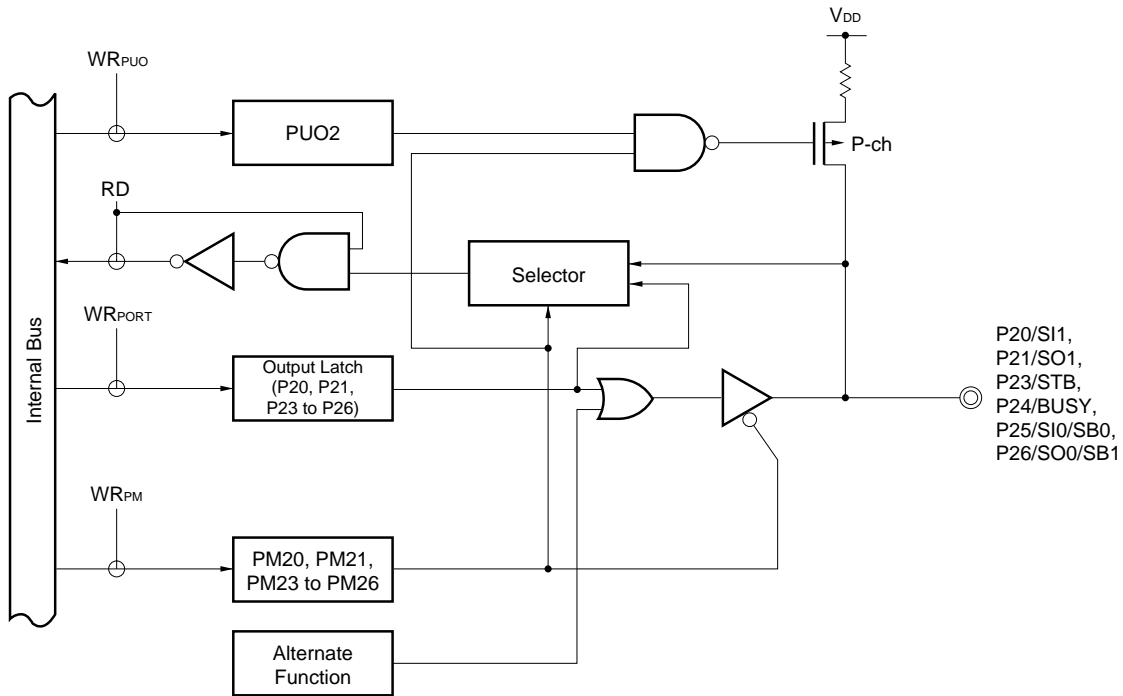 VDD
WRPUO
PUO2
P-ch
RD
Selector
WRPORT
Internal Bus
Output Latch
(P20, P21,
P23 to P26)
P20/SI1,
P21/SO1,
P23/STB,
P24/BUSY,
P25/SI0/SB0,
P26/SO0/SB1
WRPM
PM20, PM21,
PM23 to PM26
Alternate
Function